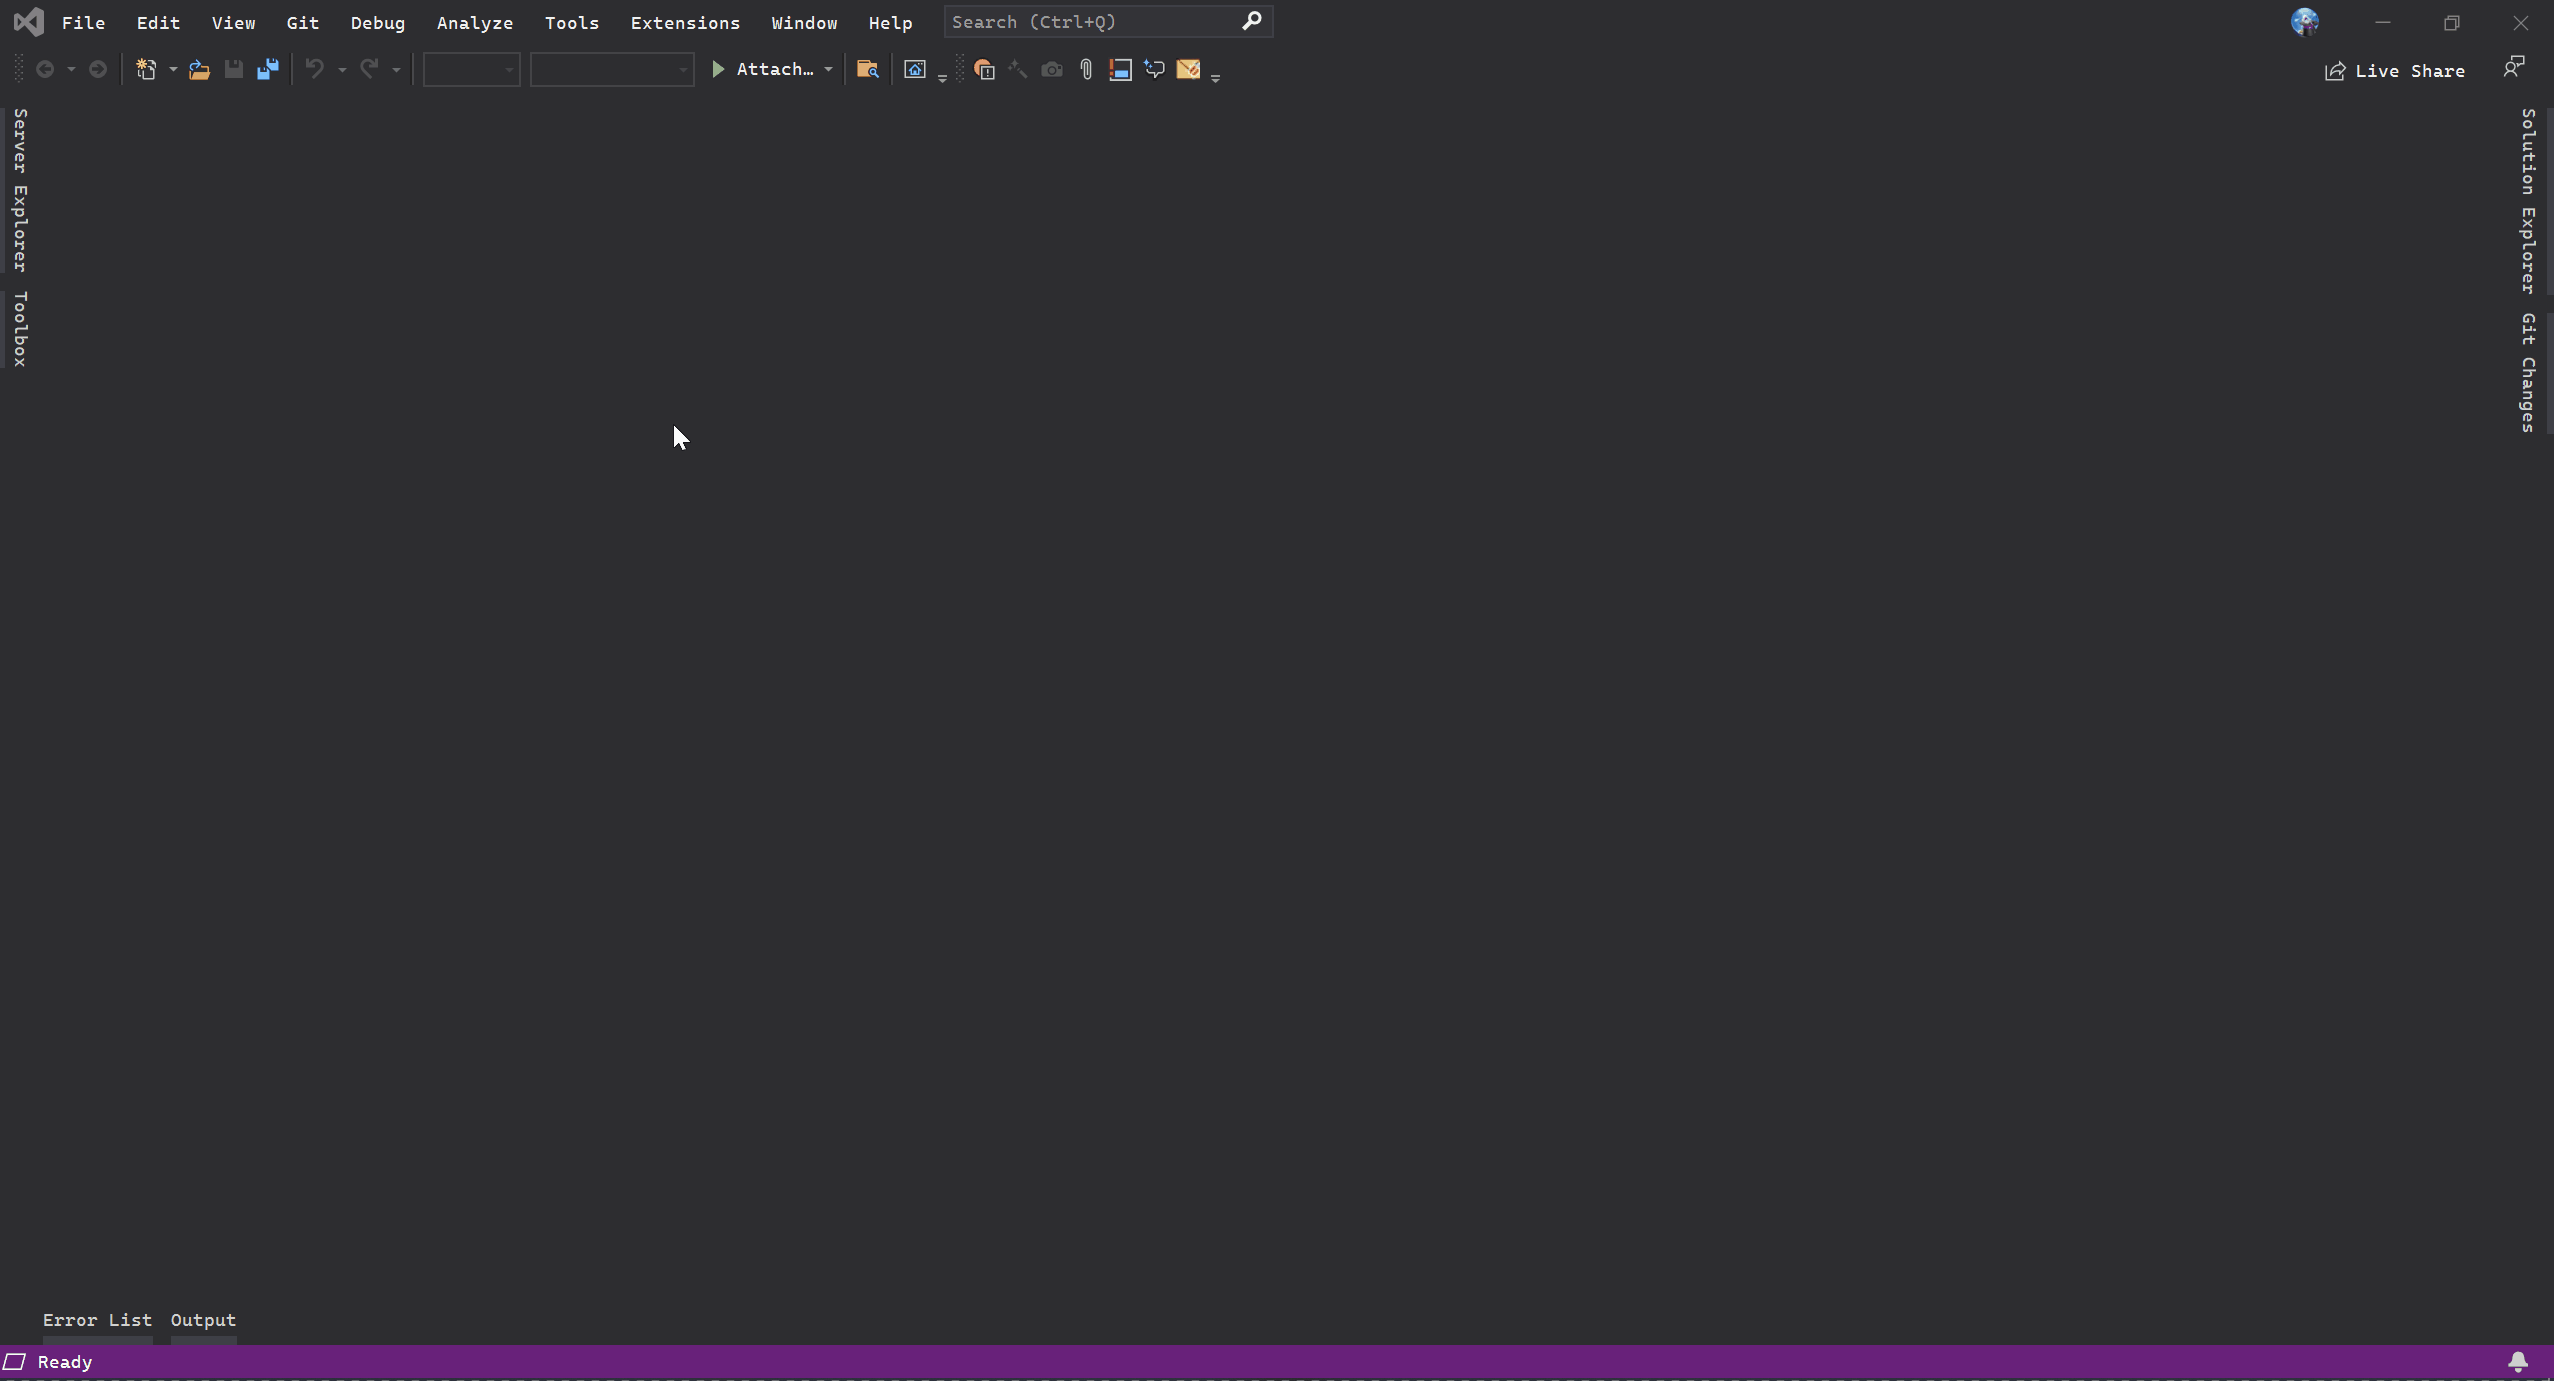 File Edit View Git Debug Analyze Tools Extensions Window Help Search (Ctrl+Q)
Attach… Live Share
Server Explorer
Toolbox
Solution Explorer
Git Changes
Error List Output
Ready